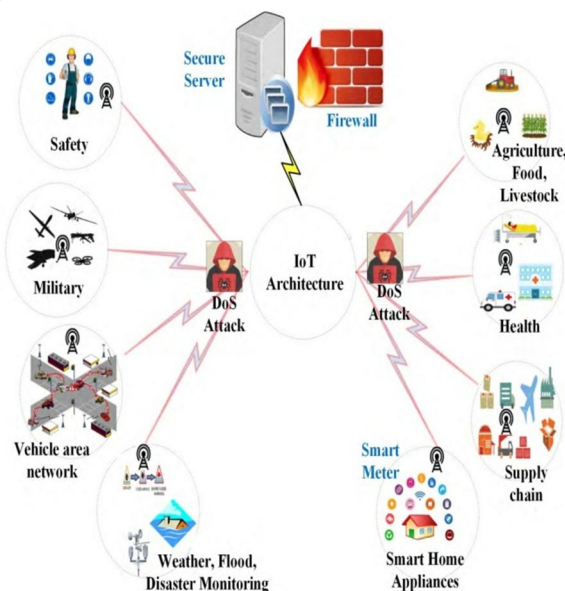 Secure
Server
Firewall
Safety
Agriculture,
Food,
Livestock
IoT
Architecture
Military
DoS
Attack
DoS
Attack
Health
Vehicle area
network
Smart
Meter
Supply
chain
Weather, Flood,
Disaster Monitoring
Smart Home
Appliances